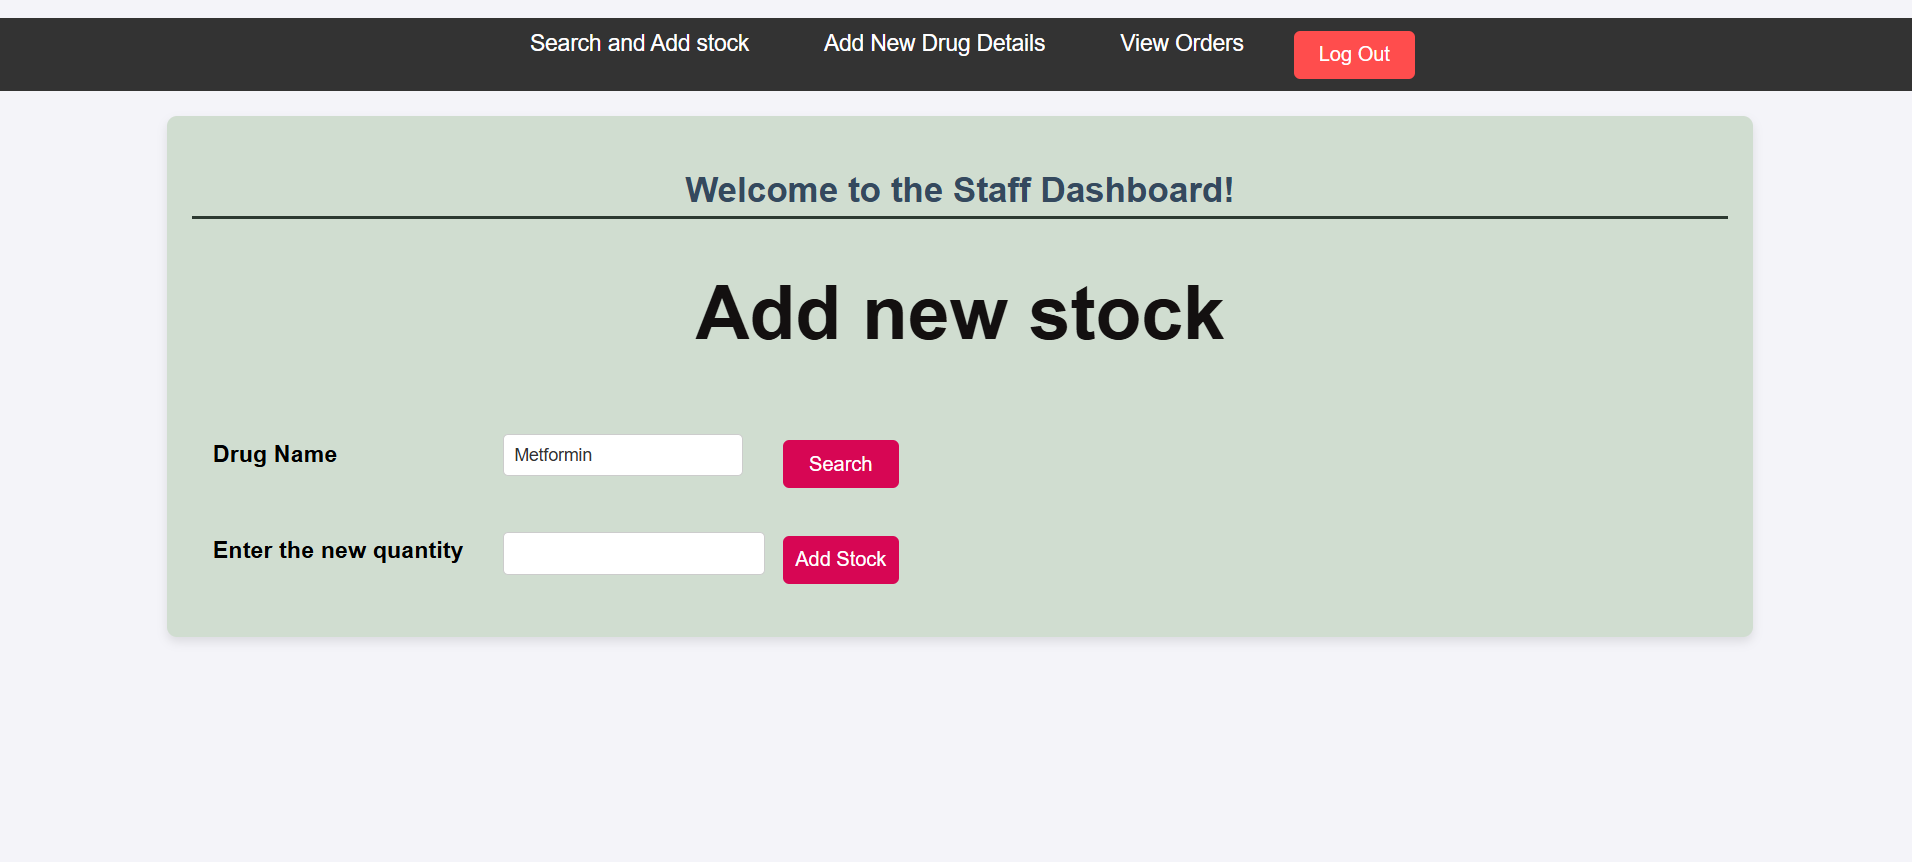 Search and Add stock Add New Drug Details View Orders Log Out
Welcome to the Staff Dashboard!
Add new stock
Drug Name Metformin Search
Enter the new quantity Add Stock